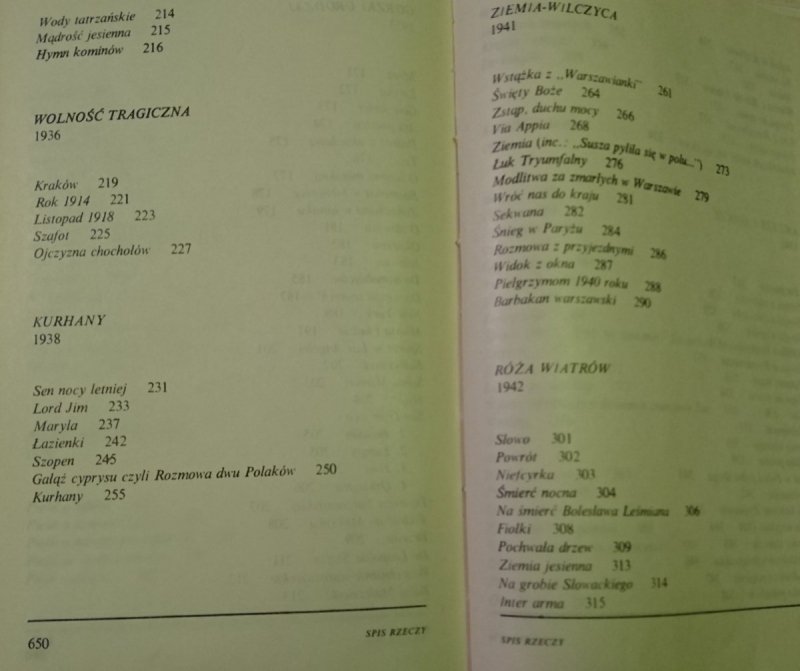 Wody tatrzańskie 214
Mądrość jesienna 215
Hymn kominów 216
WOLNOŚĆ TRAGICZNA
1936
Kraków 219
Rok 1914 221
Listopad 1918 223
Szafot 225
Ojczyzna chochołów 227
KURHANY
1938
Sen nocy letniej 231
Lord Jim 233
Maryla 237
Łazienki 242
Szopen 245
Gałąź cyprysu czyli Rozmowa dwu Polaków 250
Kurhany 255
650
SPIS RZECZY
ZIEMIA-WILCZYCA
1941
Wstążka z „Warszawianki" 261
Święty Boże 264
Zstąp, duchu mocy 266
Via Appia 268
Ziemia (inc.: „Susza pyliła się w polu...") 273
Łuk Tryumfalny 276
Modlitwa za zmarłych w Warszawie 279
Wróć nas do kraju 281
Sekwana 282
Śnieg w Paryżu 284
Rozmowa z przyjezdnymi 286
Widok z okna 287
Pielgrzymom 1940 roku 288
Barbakan warszawski 290
RÓŻA WIATRÓW
1942
Słowo 301
Powrót 302
Nietcyrka 303
Śmierć nocna 304
Na śmierć Bolesława Leśmiana 306
Fiołki 308
Pochwała drzew 309
Ziemia jesienna 313
Na grobie Słowackiego 314
Inter arma 315
SPIS RZECZY